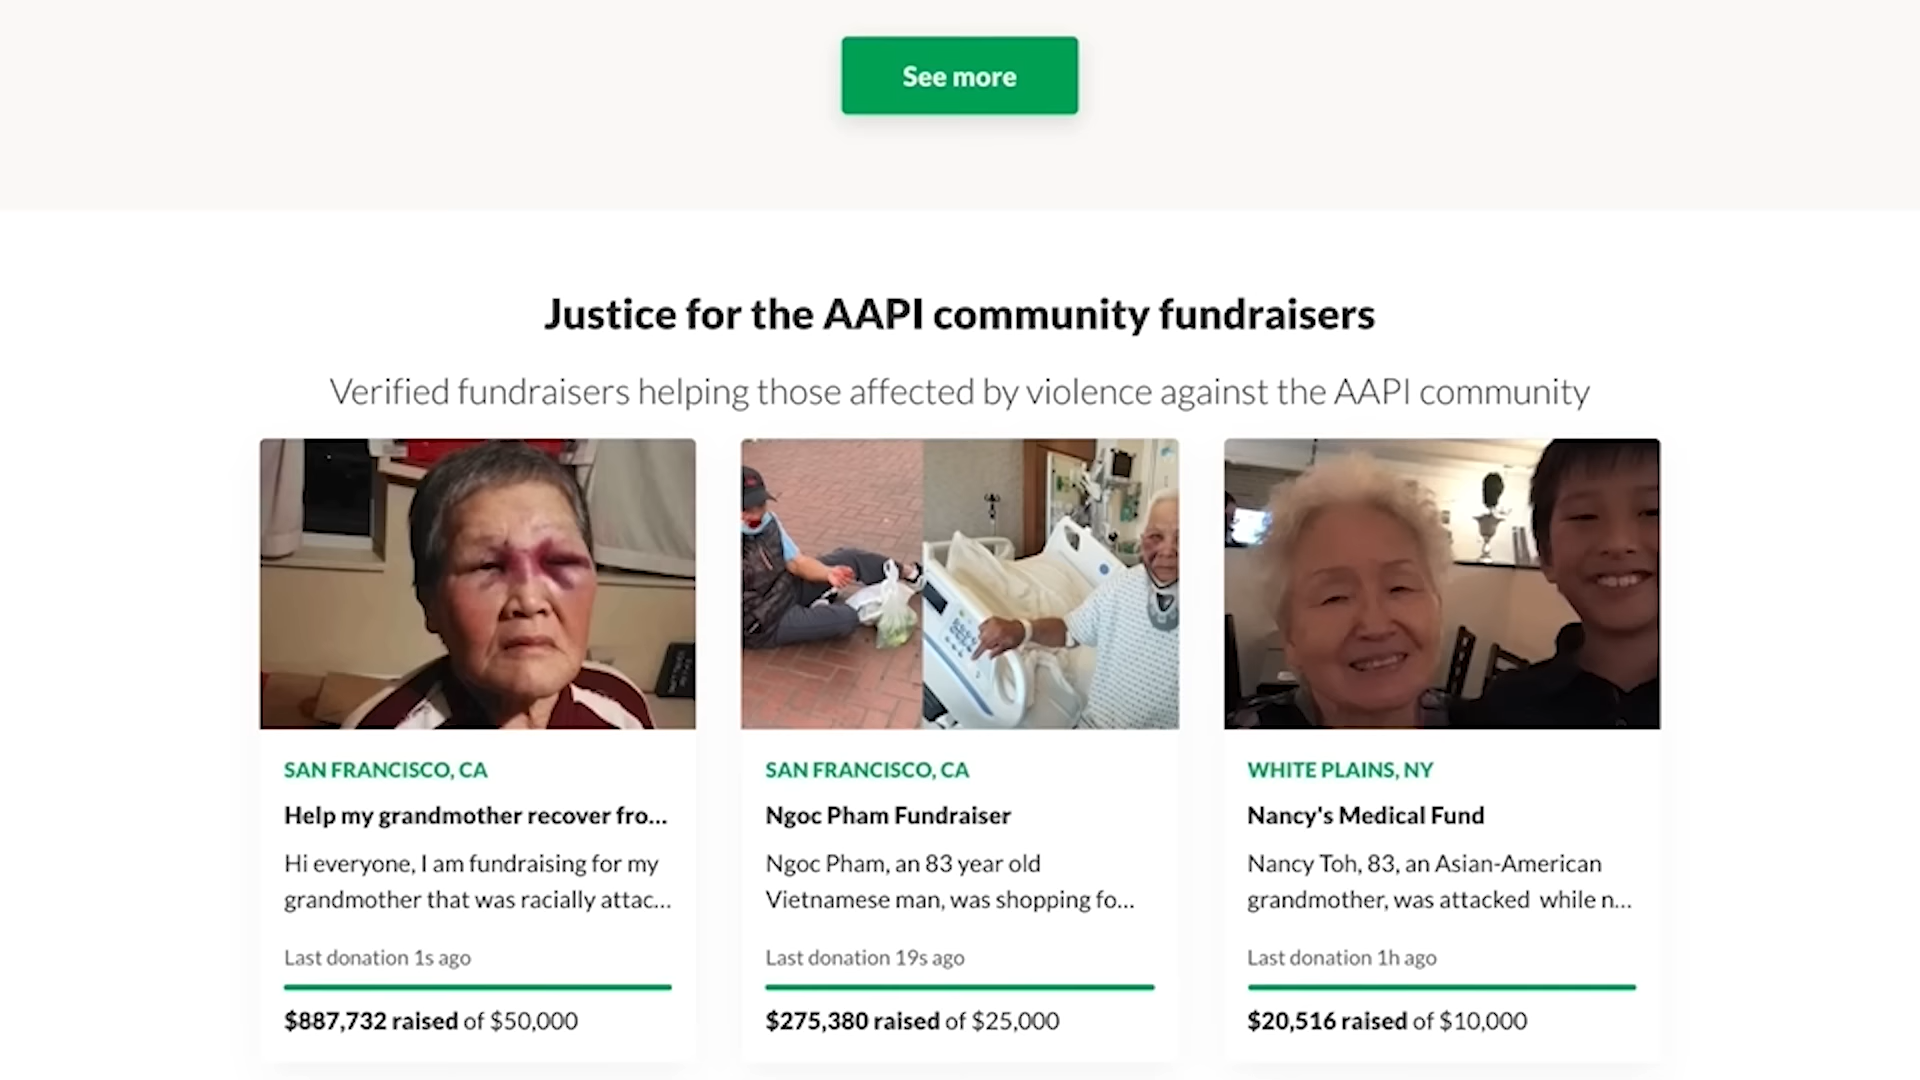 See more
Justice for the AAPI community fundraisers
Verified fundraisers helping those affected by violence against the AAPI community
SAN FRANCISCO, CA
Help my grandmother recover fro...
Hi everyone, I am fundraising for my
grandmother that was racially attac...
Last donation 1s ago
$887,732 raised of $50,000
SAN FRANCISCO, CA
Ngoc Pham Fundraiser
Ngoc Pham, an 83 year old
Vietnamese man, was shopping fo...
Last donation 19s ago
$275,380 raised of $25,000
WHITE PLAINS, NY
Nancy's Medical Fund
Nancy Toh, 83, an Asian-American
grandmother, was attacked while n...
Last donation 1h ago
$20,516 raised of $10,000